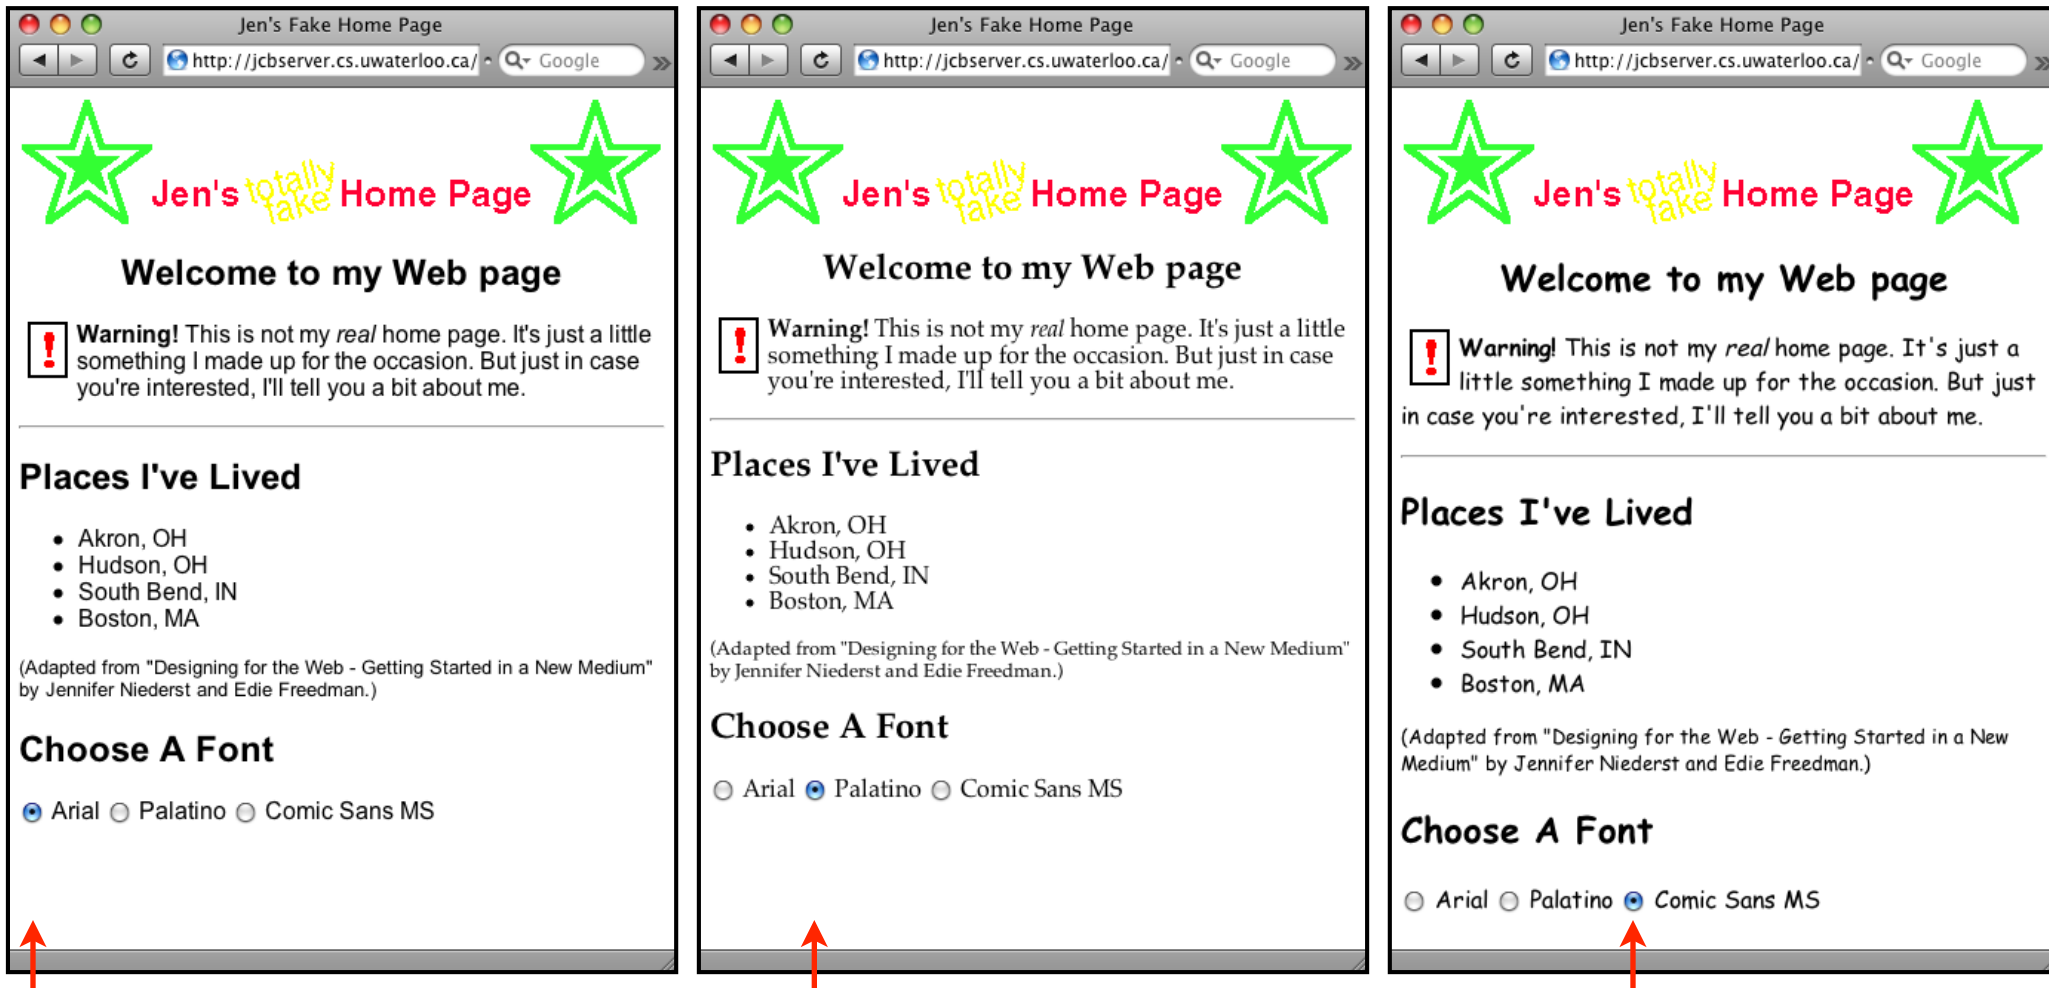 Jen's Fake Home Page
http://jcbserver.cs.uwaterloo.ca/ Google
Jen's totally fake Home Page
Welcome to my Web page
Warning! This is not my real home page. It's just a little
something I made up for the occasion. But just in case
you're interested, I'll tell you a bit about me.
Places I've Lived
• Akron, OH
• Hudson, OH
• South Bend, IN
• Boston, MA
(Adapted from "Designing for the Web - Getting Started in a New Medium"
by Jennifer Niederst and Edie Freedman.)
Choose A Font
Arial Palatino Comic Sans MS
Jen's Fake Home Page
http://jcbserver.cs.uwaterloo.ca/ Google
Jen's totally fake Home Page
Welcome to my Web page
Warning! This is not my real home page. It's just a little
something I made up for the occasion. But just in case
you're interested, I'll tell you a bit about me.
Places I've Lived
• Akron, OH
• Hudson, OH
• South Bend, IN
• Boston, MA
(Adapted from "Designing for the Web - Getting Started in a New Medium"
by Jennifer Niederst and Edie Freedman.)
Choose A Font
Arial Palatino Comic Sans MS
Jen's Fake Home Page
http://jcbserver.cs.uwaterloo.ca/ Google
Jen's totally fake Home Page
Welcome to my Web page
Warning! This is not my real home page. It's just a
little something I made up for the occasion. But just
in case you're interested, I'll tell you a bit about me.
Places I've Lived
• Akron, OH
• Hudson, OH
• South Bend, IN
• Boston, MA
(Adapted from "Designing for the Web - Getting Started in a New
Medium" by Jennifer Niederst and Edie Freedman.)
Choose A Font
Arial Palatino Comic Sans MS